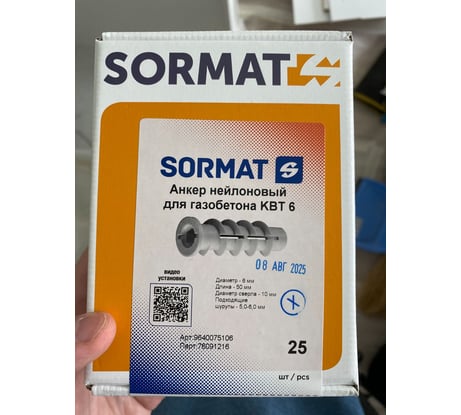 SORMAT
SORMAT
Анкер нейлоновый
для газобетона КВТ 6
08 АВГ 2025
видео
установки
Диаметр - 6 мм
Длина - 50 мм
Диаметр сверла - 10 мм
Подходящие
шурупы - 5,0-6,0 мм
Арт:9640075106
Парт:76091216
25
шт / pcs